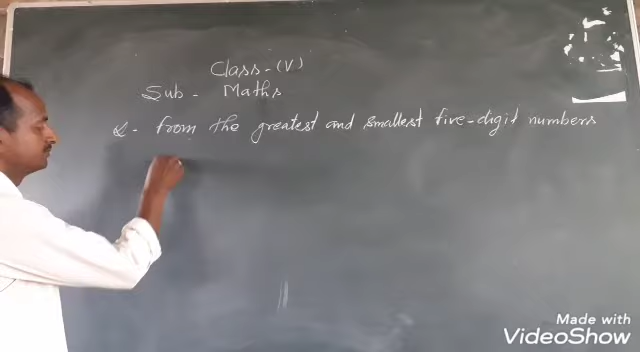 Class - (V)
Sub - Maths
Q - from the greatest and smallest five-digit numbers
Made with
VideoShow